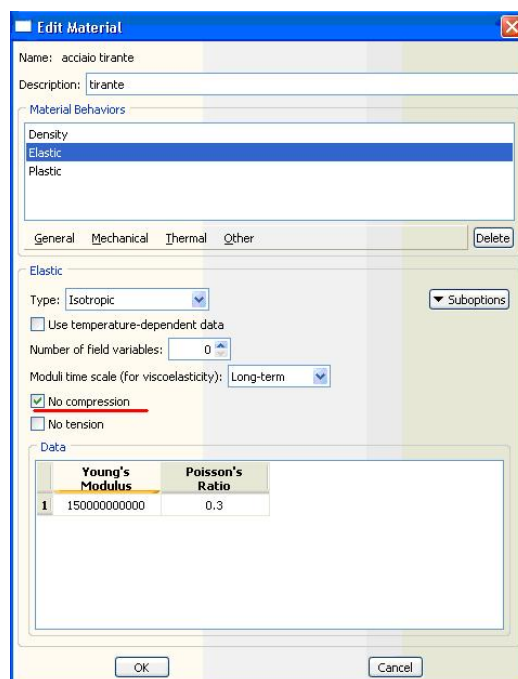 Edit Material
Name: acciaio tirante
Description: tirante
Material Behaviors
Density
Elastic
Plastic
General Mechanical Thermal Other Delete
Elastic
Type: Isotropic Suboptions
Use temperature-dependent data
Number of field variables: 0
Moduli time scale (for viscoelasticity): Long-term
No compression
No tension
Data
Young's Poisson's
Modulus Ratio
1 150000000000 0.3
OK Cancel